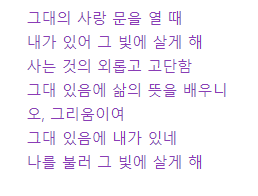 그대의 사랑 문을 열 때
내가 있어 그 빛에 살게 해
사는 것의 외롭고 고단함
그대 있음에 삶의 뜻을 배우니
오, 그리움이여
그대 있음에 내가 있네
나를 불러 그 빛에 살게 해